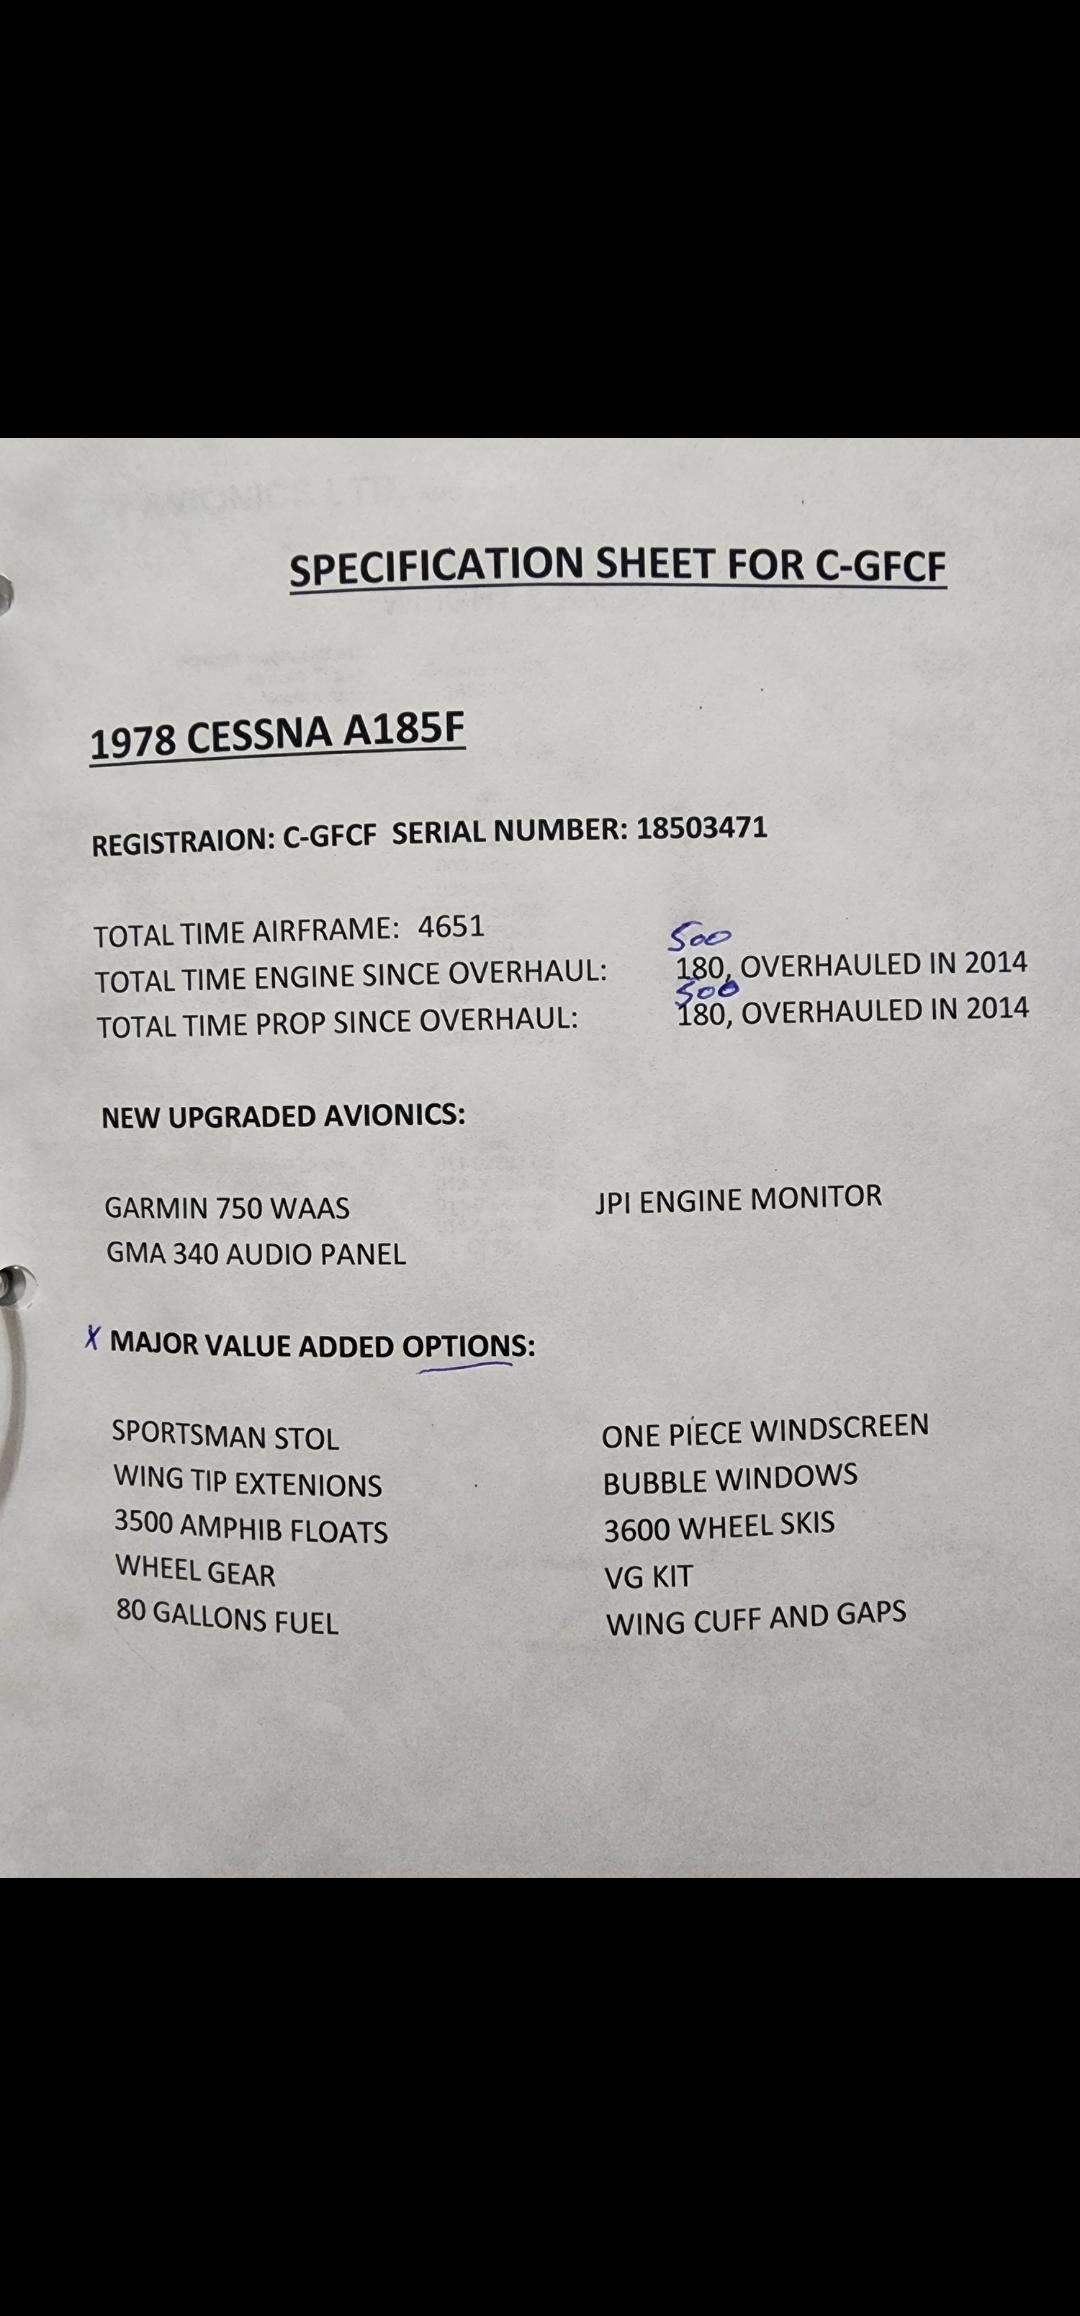 SPECIFICATION SHEET FOR C-GFCF
1978 CESSNA A185F
REGISTRAION: C-GFCF SERIAL NUMBER: 18503471
TOTAL TIME AIRFRAME: 4651
500
TOTAL TIME ENGINE SINCE OVERHAUL: 180, OVERHAULED IN 2014
500
TOTAL TIME PROP SINCE OVERHAUL: 180, OVERHAULED IN 2014
NEW UPGRADED AVIONICS:
GARMIN 750 WAAS JPI ENGINE MONITOR
GMA 340 AUDIO PANEL
X MAJOR VALUE ADDED OPTIONS:
SPORTSMAN STOL ONE PIECE WINDSCREEN
WING TIP EXTENIONS BUBBLE WINDOWS
3500 AMPHIB FLOATS 3600 WHEEL SKIS
WHEEL GEAR VG KIT
80 GALLONS FUEL WING CUFF AND GAPS